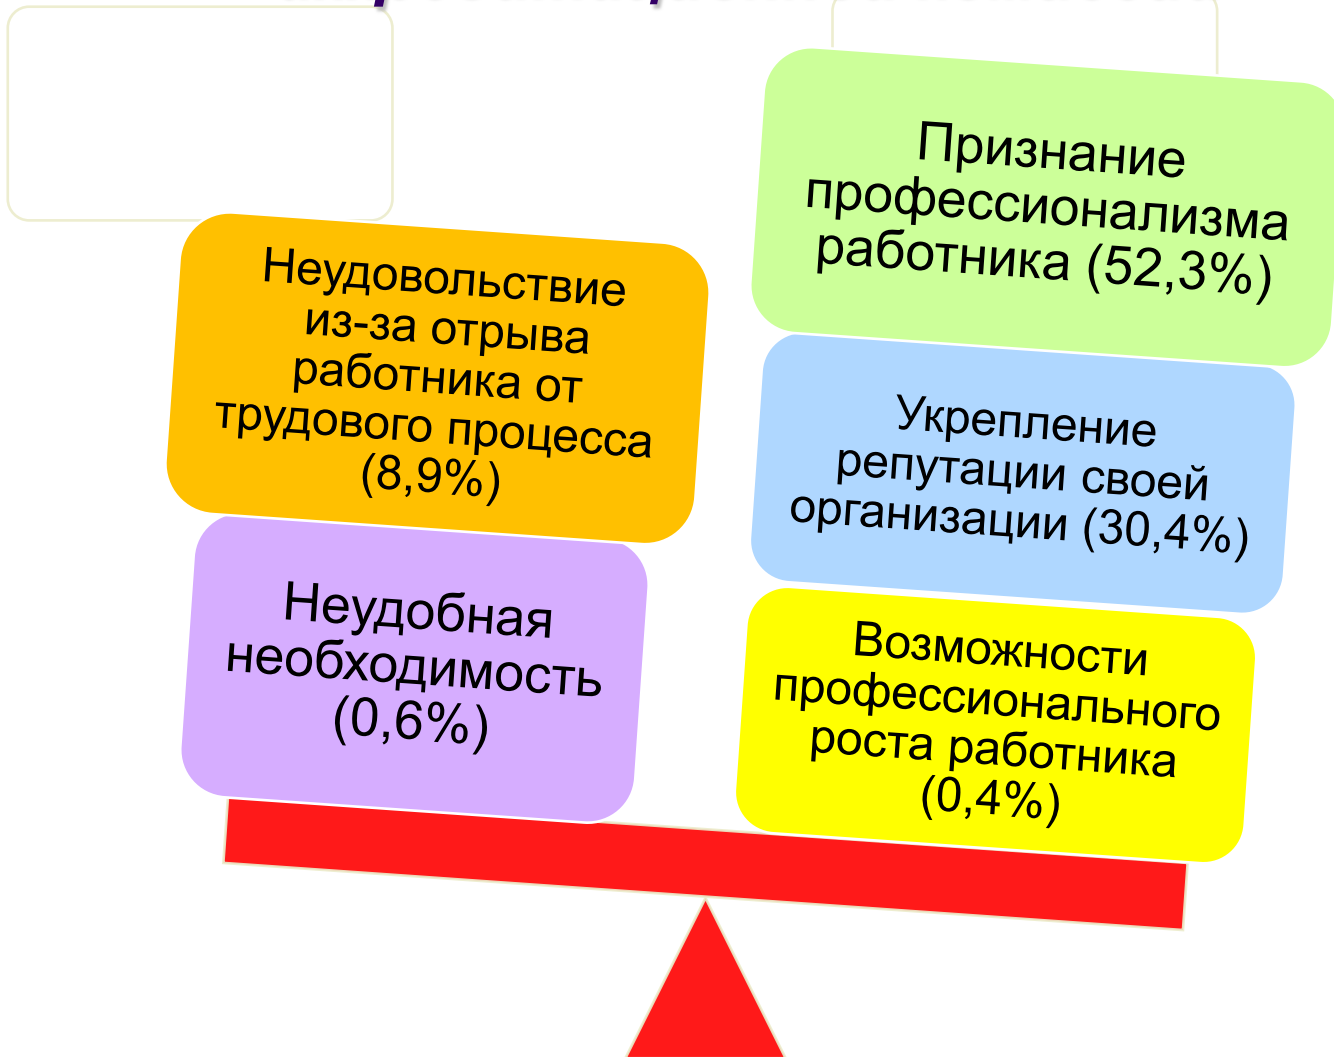 Неудовольствие
из-за отрыва
работника от
трудового процесса
(8,9%)
Неудобная
необходимость
(0,6%)
Признание
профессионализма
работника (52,3%)
Укрепление
репутации своей
организации (30,4%)
Возможности
профессионального
роста работника
(0,4%)